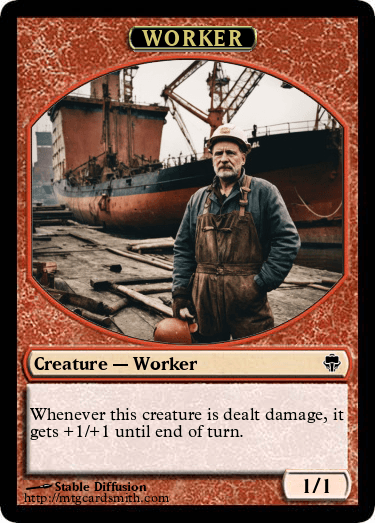 WORKER
Creature — Worker
Whenever this creature is dealt damage, it
gets +1/+1 until end of turn.
1/1
Stable Diffusion
http://mtgcardsmith.com